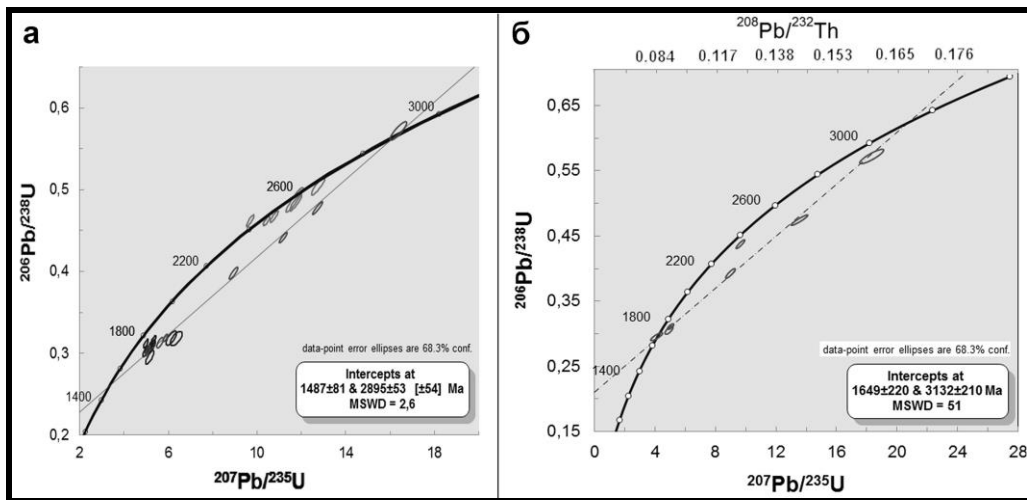 а
206Pb/238U
0,6
0,5
0,4
0,3
0,2
3000
2600
2200
1800
1400
data-point error ellipses are 68.3% conf.
Intercepts at
1487±81 & 2895±53 [±54] Ma
MSWD = 2,6
2 6 10 14 18
207Pb/235U
б
208Pb/232Th
0.084 0.117 0.138 0.153 0.165 0.176
206Pb/238U
0,65
0,55
0,45
0,35
0,25
0,15
3000
2600
2200
1800
1400
data-point error ellipses are 68.3% conf.
Intercepts at
1649±220 & 3132±210 Ma
MSWD = 51
0 4 8 12 16 20 24 28
207Pb/235U